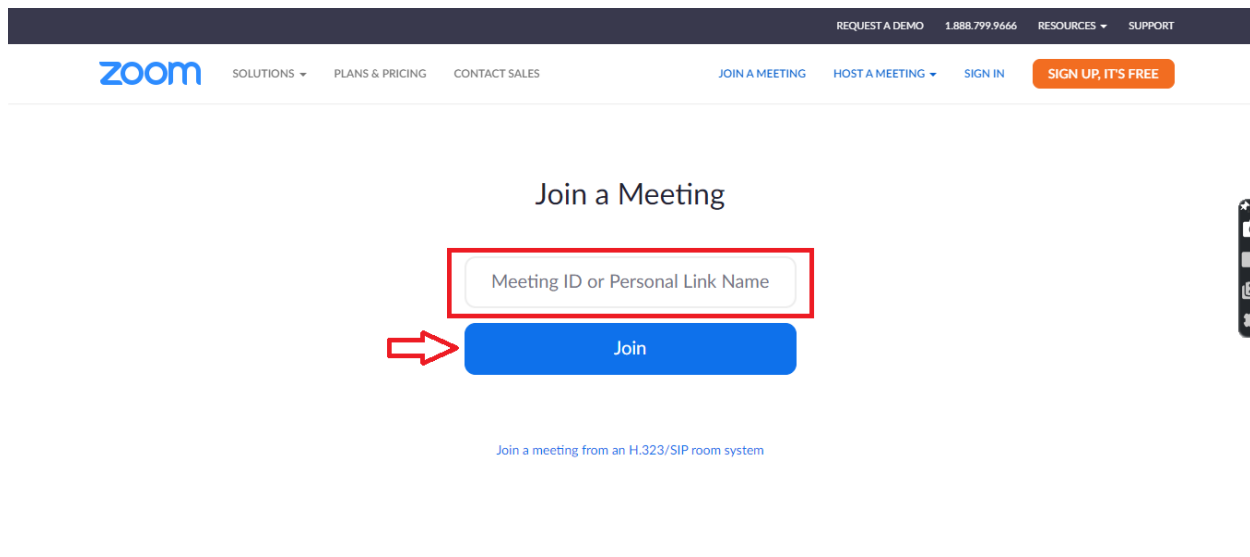 REQUEST A DEMO 1.888.799.9666 RESOURCES SUPPORT
zoom SOLUTIONS PLANS & PRICING CONTACT SALES JOIN A MEETING HOST A MEETING SIGN IN SIGN UP, IT'S FREE
Join a Meeting
Meeting ID or Personal Link Name
Join
Join a meeting from an H.323/SIP room system